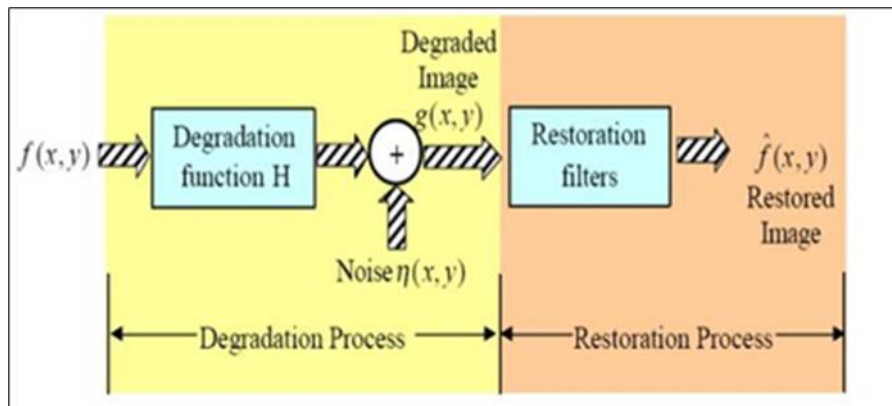 Degraded
Image
g(x, y)
f(x, y)
Degradation
function H
+
Noise η(x, y)
Restoration
filters
f̂(x, y)
Restored
Image
Degradation Process
Restoration Process